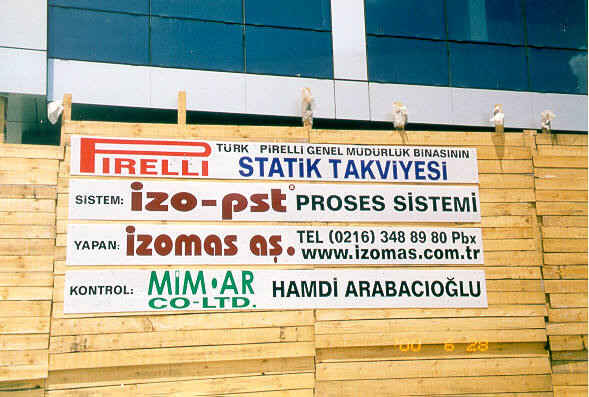 PIRELLI TÜRK PIRELLI GENEL MÜDÜRLÜK BİNASININ
STATİK TAKVİYESİ
SİSTEM: izo-pst® PROSES SİSTEMİ
YAPAN: izomas aş. TEL (0216) 348 89 80 Pbx
www.izomas.com.tr
KONTROL: MİM•AR
CO-LTD. HAMDİ ARABACIOĞLU
'00 6 28